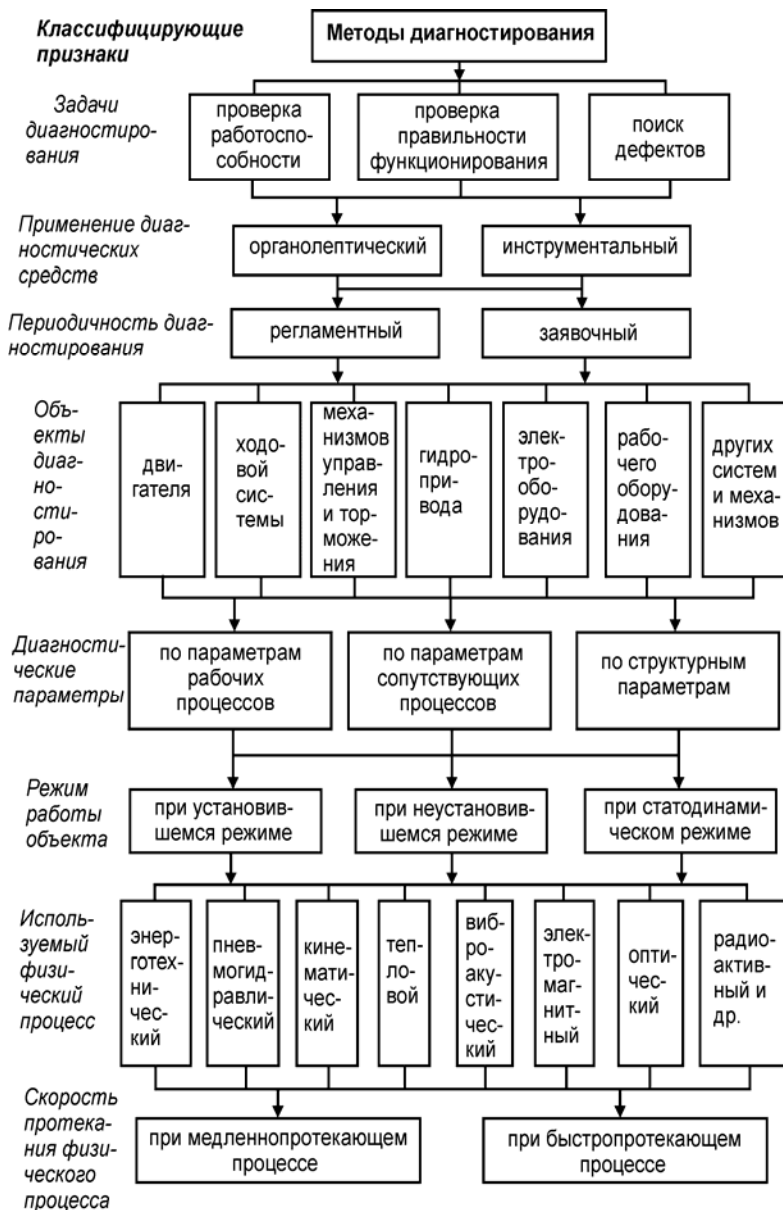 Классифицирующие
признаки
Методы диагностирования
Задачи
диагностиро-
вания
проверка
работоспо-
собности
проверка
правильности
функционирования
поиск
дефектов
Применение диаг-
ностических
средств
органолептический
инструментальный
Периодичность диаг-
ностирования
регламентный
заявочный
Объ-
екты
диаг-
но-
сти-
ро-
вания
дви-
гателя
ходо-
вой сис-
темы
меха-
низмов
управ-
ления
и тор-
можения
гидро-
при-
вода
элек-
тро-
обо-
рудо-
вания
рабо-
чего
обору-
дова-
ния
других
систем
и меха-
низмов
Диагности-
ческие
параметры
по параметрам
рабочих
процессов
по параметрам
сопутствующих
процессов
по структурным
параметрам
Режим
работы
объекта
при установив-
шемся режиме
при неустановив-
шемся режиме
при статодинами-
ческом режиме
Исполь-
зуемый
физи-
ческий
процесс
энер-
готех-
ни-
чес-
кий
пнев-
могид-
равли-
ческий
кине-
мати-
чес-
кий
теп-
ло-
вой
виб-
ро-
аку-
сти-
чес-
кий
элек-
тро-
маг-
нит-
ный
опти-
чес-
кий
радио-
актив-
ный и
др.
Скорость
протека-
ния физи-
ческого
процесса
при медленнопротекающем
процессе
при быстропротекающем
процессе